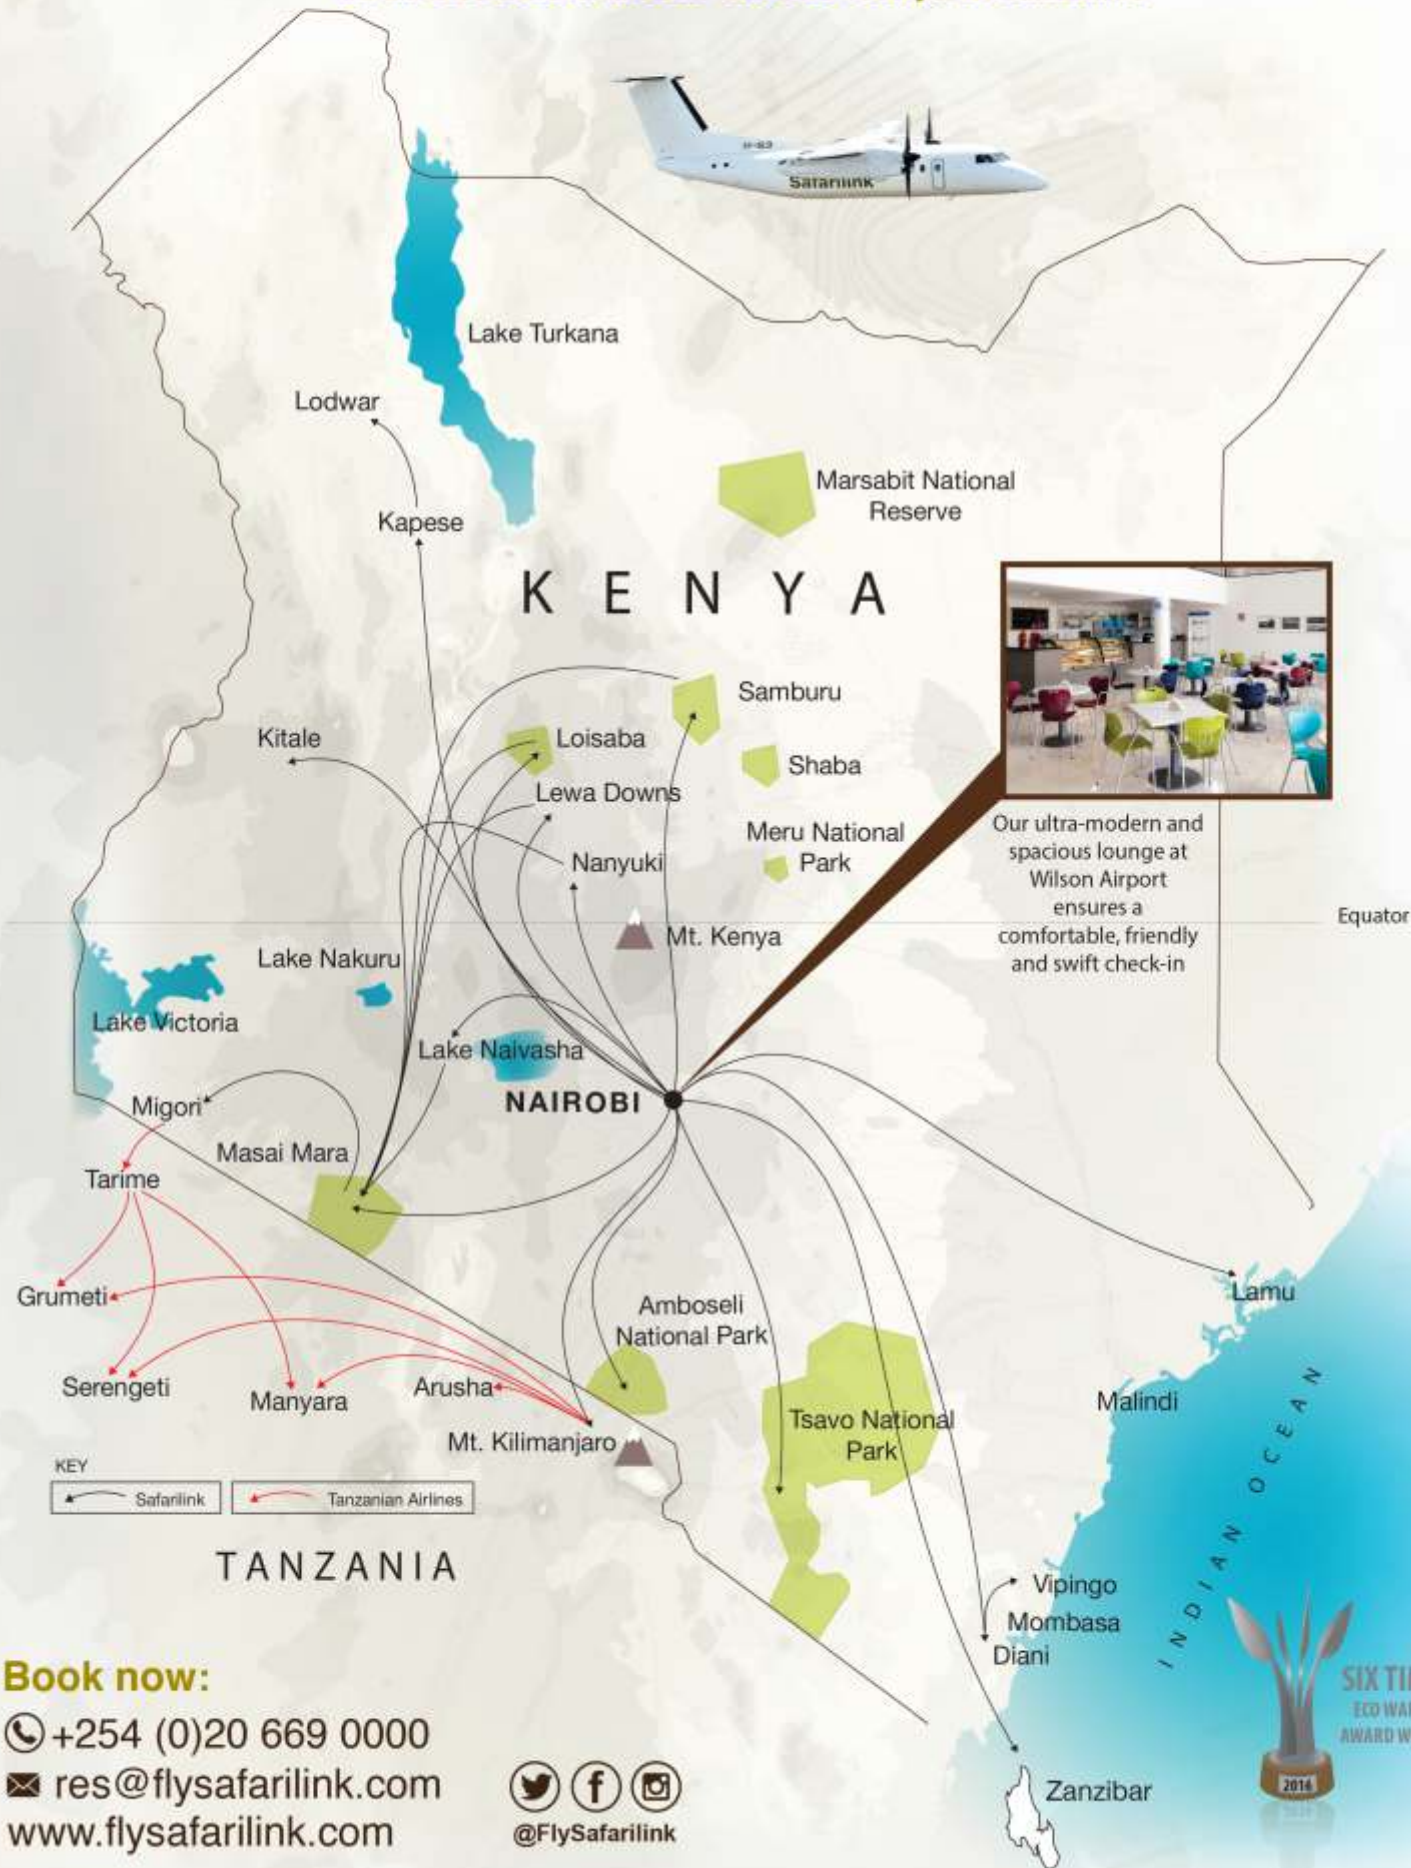 Safarilink
Lake Turkana
Lodwar
Marsabit National
Reserve
Kapese
KENYA
Samburu
Kitale
Loisaba
Shaba
Lewa Downs
Meru National
Park
Nanyuki
Our ultra-modern and
spacious lounge at
Wilson Airport
ensures a
comfortable, friendly
and swift check-in
Equator
Mt. Kenya
Lake Nakuru
Lake Victoria
Lake Naivasha
NAIROBI
Migori
Masai Mara
Tarime
Grumeti
Amboseli
National Park
Lamu
Serengeti
Manyara
Arusha
Malindi
Tsavo National
Park
Mt. Kilimanjaro
KEY
Safarilink
Tanzanian Airlines
INDIAN OCEAN
TANZANIA
Vipingo
Mombasa
Diani
Book now:
+254 (0)20 669 0000
res@flysafarilink.com
www.flysafarilink.com
@FlySafarilink
Zanzibar
SIX
ECO
AWARD
2016